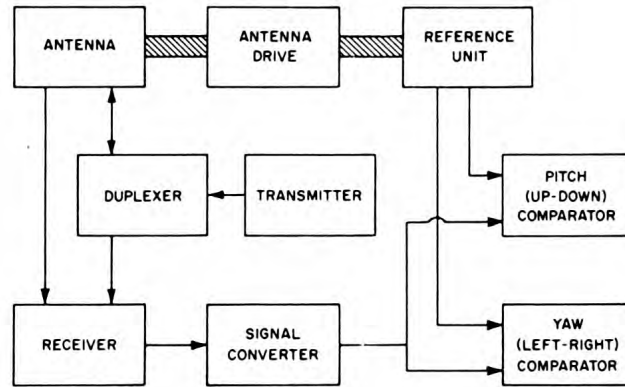 ANTENNA
ANTENNA
DRIVE
REFERENCE
UNIT
DUPLEXER
TRANSMITTER
PITCH
(UP-DOWN)
COMPARATOR
RECEIVER
SIGNAL
CONVERTER
YAW
(LEFT-RIGHT)
COMPARATOR